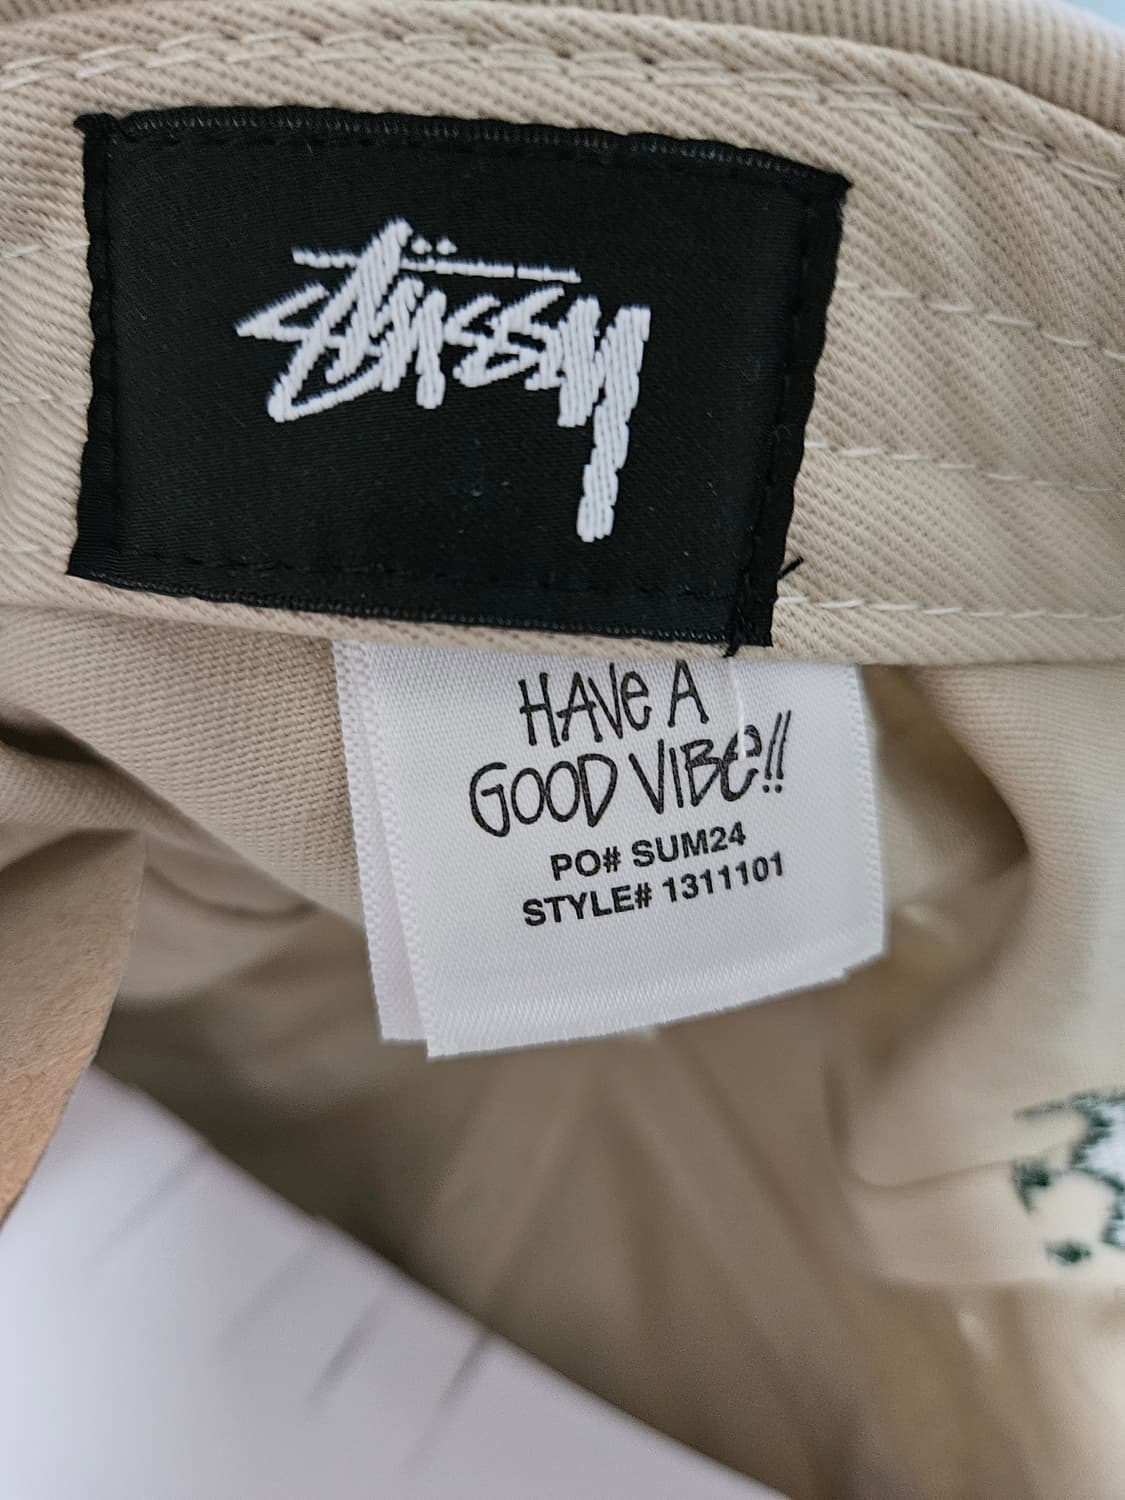 Stüssy
HAVE A
GOOD VIBE!!
PO# SUM24
STYLE# 1311101